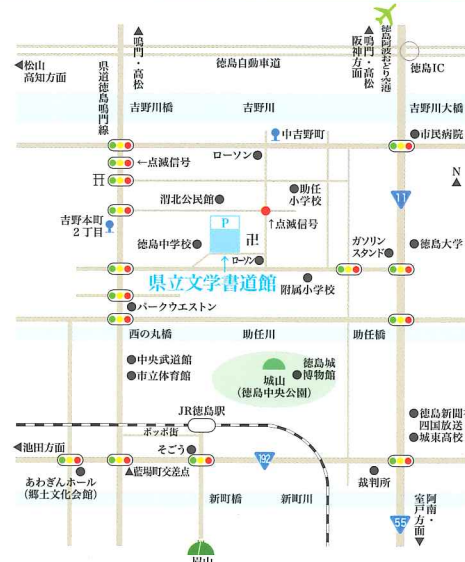 ▲鳴門・高松
徳島阿波おどり空港
▲鳴門・高松
阪神方面
◀松山
高知方面
徳島自動車道
徳島IC
県道徳島鳴門線
吉野川橋
吉野川
吉野川大橋
中吉野町
●市民病院
←点滅信号
ローソン●
N
11
渭北公民館●
●助任
小学校
↑点滅信号
吉野本町
2丁目
P
卍
徳島中学校●
ガソリン
スタンド●
●徳島大学
ローソン●
県立文学書道館
附属小学校
●パークウエストン
西の丸橋
助任川
助任橋
●中央武道館
●市立体育館
城山
(徳島中央公園)
徳島城
●博物館
JR徳島駅
ポッポ街
●徳島新聞社
四国放送
●城東高校
◀池田方面
そごう●
192
あわぎんホール
(郷土文化会館)
▲藍場町交差点
裁判所
新町橋
新町川
阿南・
室戸方面▼
55
眉山